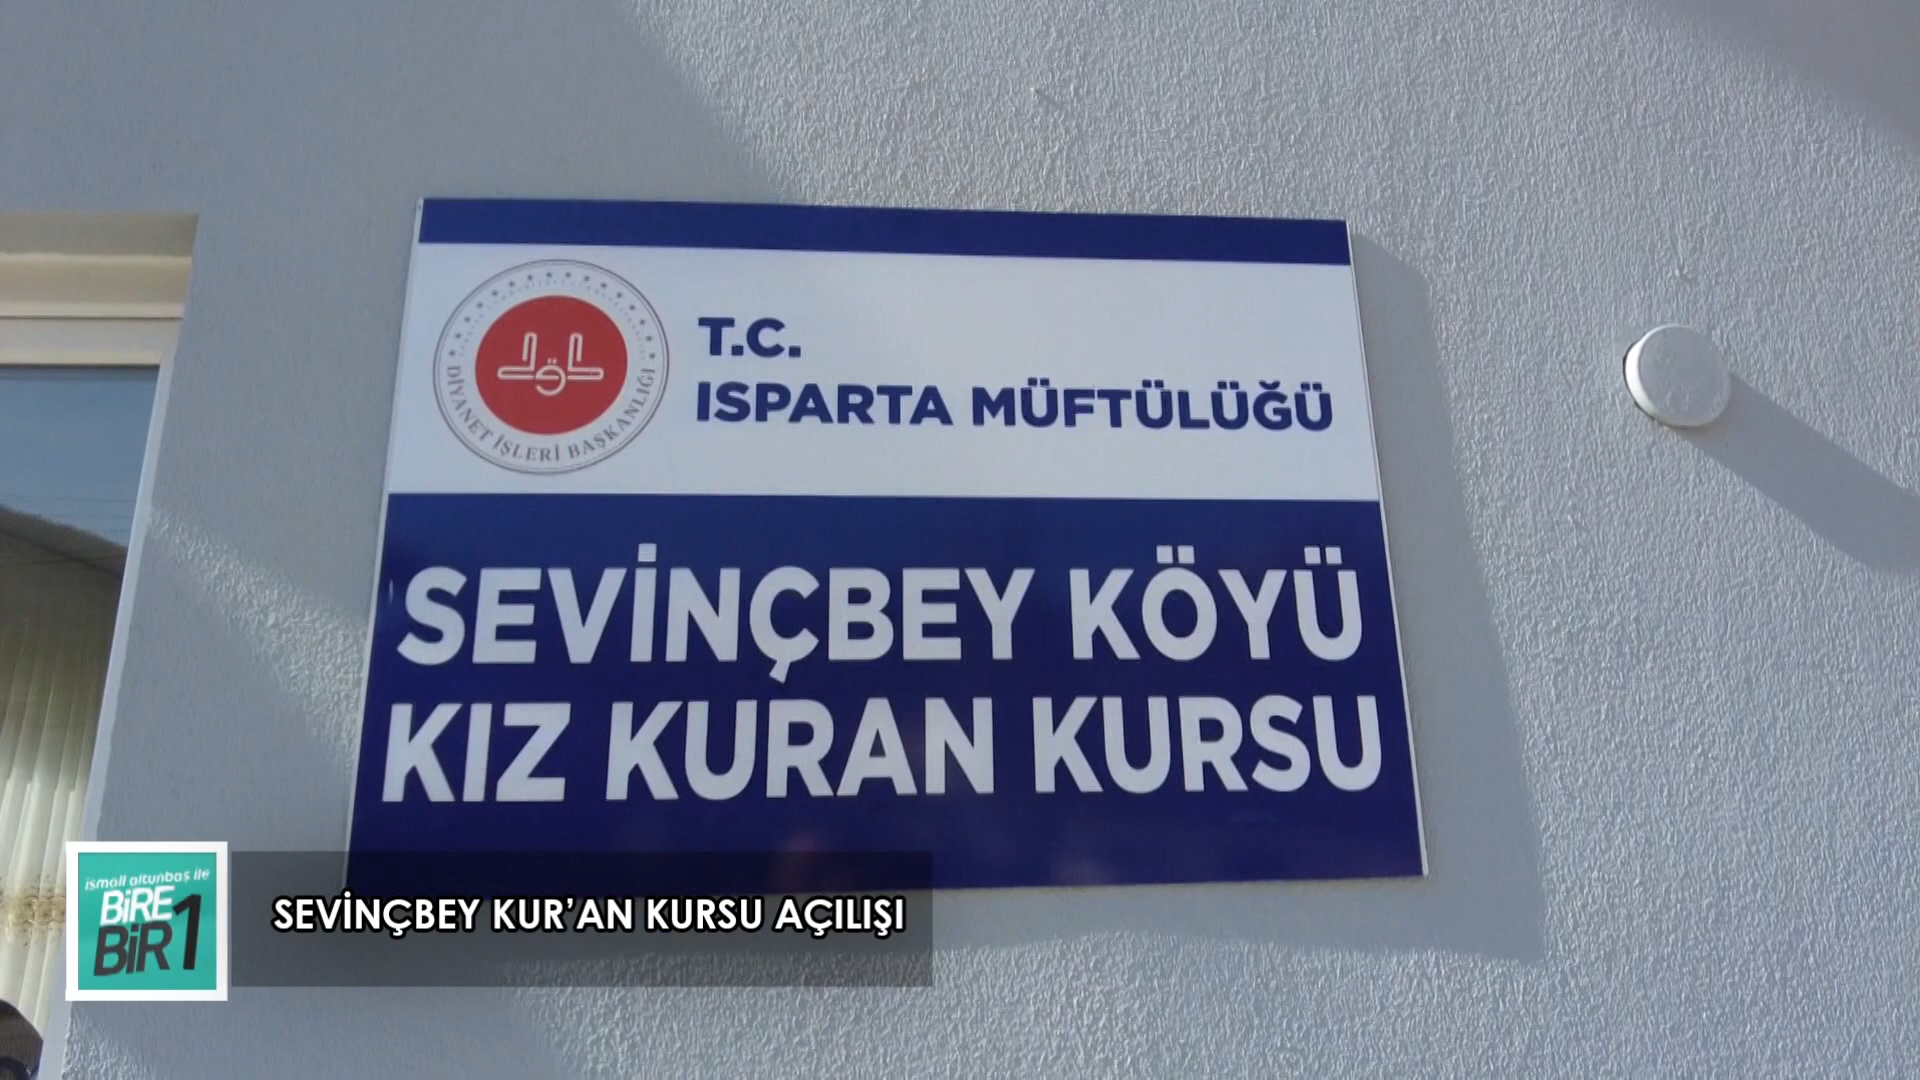 T.C.
ISPARTA MÜFTÜLÜĞÜ
DİYANET İŞLERİ BAŞKANLIĞI
SEVİNÇBEY KÖYÜ
KIZ KURAN KURSU
ismail altunbaş ile
BİRE
BİR 1
SEVİNÇBEY KUR’AN KURSU AÇILIŞI